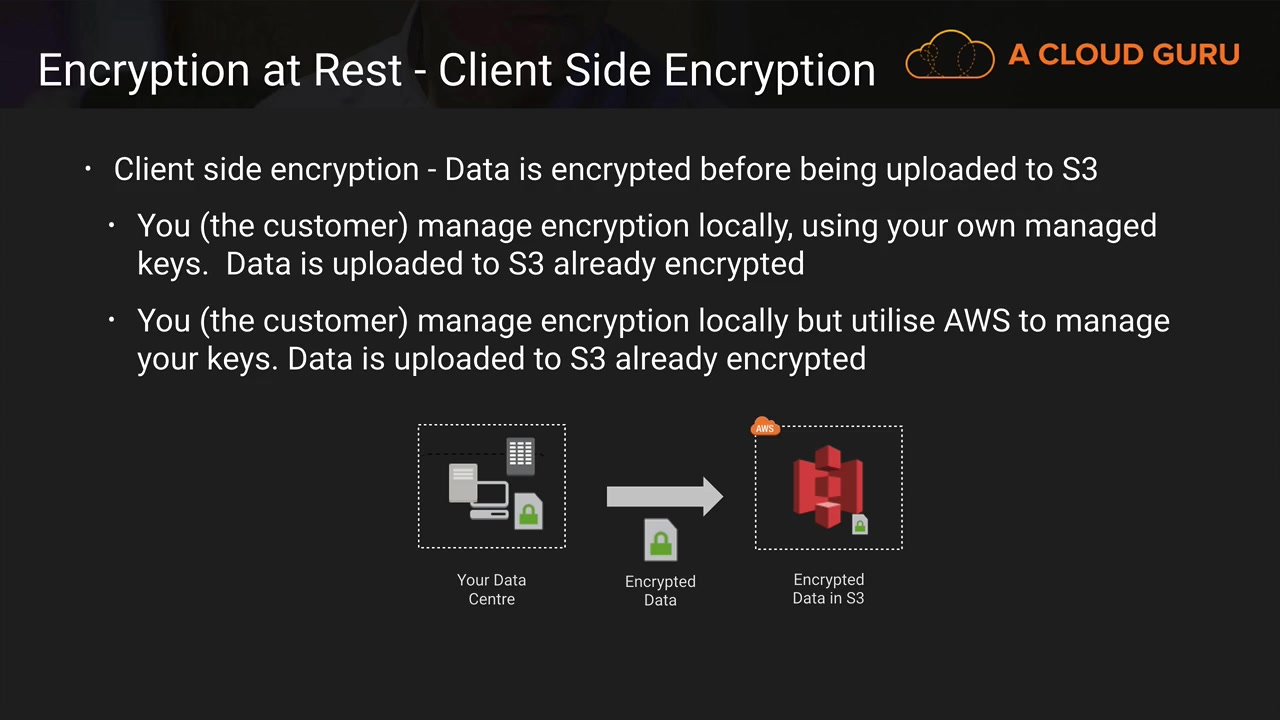 Encryption at Rest - Client Side Encryption
A CLOUD GURU
• Client side encryption - Data is encrypted before being uploaded to S3
• You (the customer) manage encryption locally, using your own managed
keys.  Data is uploaded to S3 already encrypted
• You (the customer) manage encryption locally but utilise AWS to manage
your keys. Data is uploaded to S3 already encrypted
AWS
Your Data
Centre
Encrypted
Data
Encrypted
Data in S3